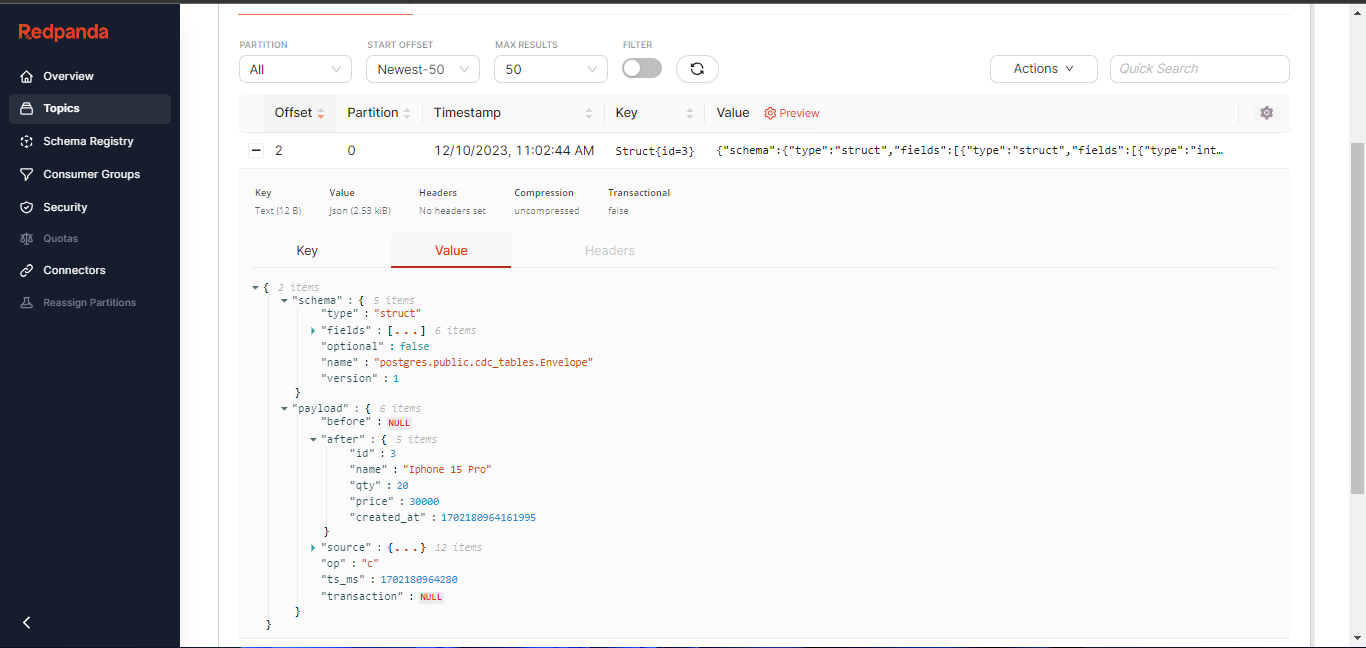 Redpanda
Overview
Topics
Schema Registry
Consumer Groups
Security
Quotas
Connectors
Reassign Partitions
PARTITION START OFFSET MAX RESULTS FILTER
All Newest-50 50 Actions Quick Search
Offset Partition Timestamp Key Value Preview
2 0 12/10/2023, 11:02:44 AM Struct{id=3} {"schema":{"type":"struct","fields":[{"type":"struct","fields":[{"type":"int…
Key Value Headers Compression Transactional
Text (12 B) Json (2.53 kiB) No headers set uncompressed false
Key Value Headers
{ 2 items
"schema" : { 5 items
"type" : "struct"
"fields" : [...] 6 items
"optional" : false
"name" : "postgres.public.cdc_tables.Envelope"
"version" : 1
}
"payload" : { 6 items
"before" : NULL
"after" : { 5 items
"id" : 3
"name" : "Iphone 15 Pro"
"qty" : 20
"price" : 30000
"created_at" : 1702180964161995
}
"source" : {...} 12 items
"op" : "c"
"ts_ms" : 1702180964280
"transaction" : NULL
}
}